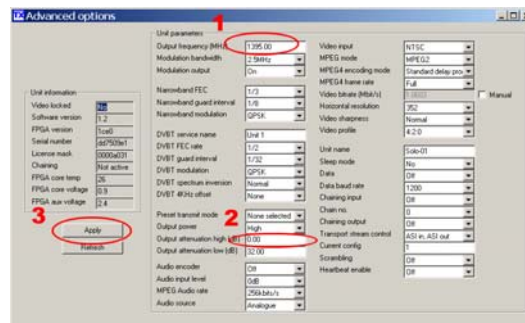 Advanced options
1
Unit parameters
Output frequency (MHz) 1395.00
Modulation bandwidth 2.5MHz
Modulation output On
Narrowband FEC 1/3
Narrowband guard interval 1/8
Narrowband modulation QPSK
DVBT service name Unit 1
DVBT FEC rate 1/2
DVBT guard interval 1/32
DVBT modulation QPSK
DVBT spectrum inversion Normal
DVBT 4KHz offset None
Preset transmit mode None selected
2
Output power High
Output attenuation high (dB) 0.00
Output attenuation low (dB) 32.00
Audio encoder Off
Audio input level 0dB
MPEG Audio rate 256kbits/s
Audio source Analogue
Video input NTSC
MPEG mode MPEG2
MPEG4 encoding mode Standard delay pro
MPEG4 frame rate Full
Video bitrate (Mbit/s) Manual
Horizontal resolution 352
Video sharpness Normal
Video profile 4:2:0
Unit name Solo-01
Sleep mode No
Data Off
Data baud rate 1200
Chaining input Off
Chain no. 0
Chaining output Off
Transport stream control ASI in, ASI out
Current config 1
Scrambling Off
Heartbeat enable Off
Unit information
Video locked No
Software version 1.2
FPGA version 1ce0
Serial number dd7509e1
License mask 0000a031
Chaining Not active
FPGA core temp 26
FPGA core voltage 0.9
FPGA aux voltage 2.4
3
Apply
Refresh